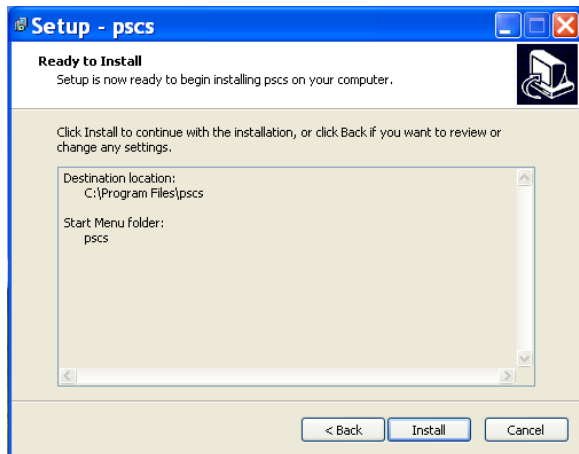 Setup - pscs
Ready to Install
Setup is now ready to begin installing pscs on your computer.
Click Install to continue with the installation, or click Back if you want to review or
change any settings.
Destination location:
C:\Program Files\pscs
Start Menu folder:
pscs
< Back
Install
Cancel